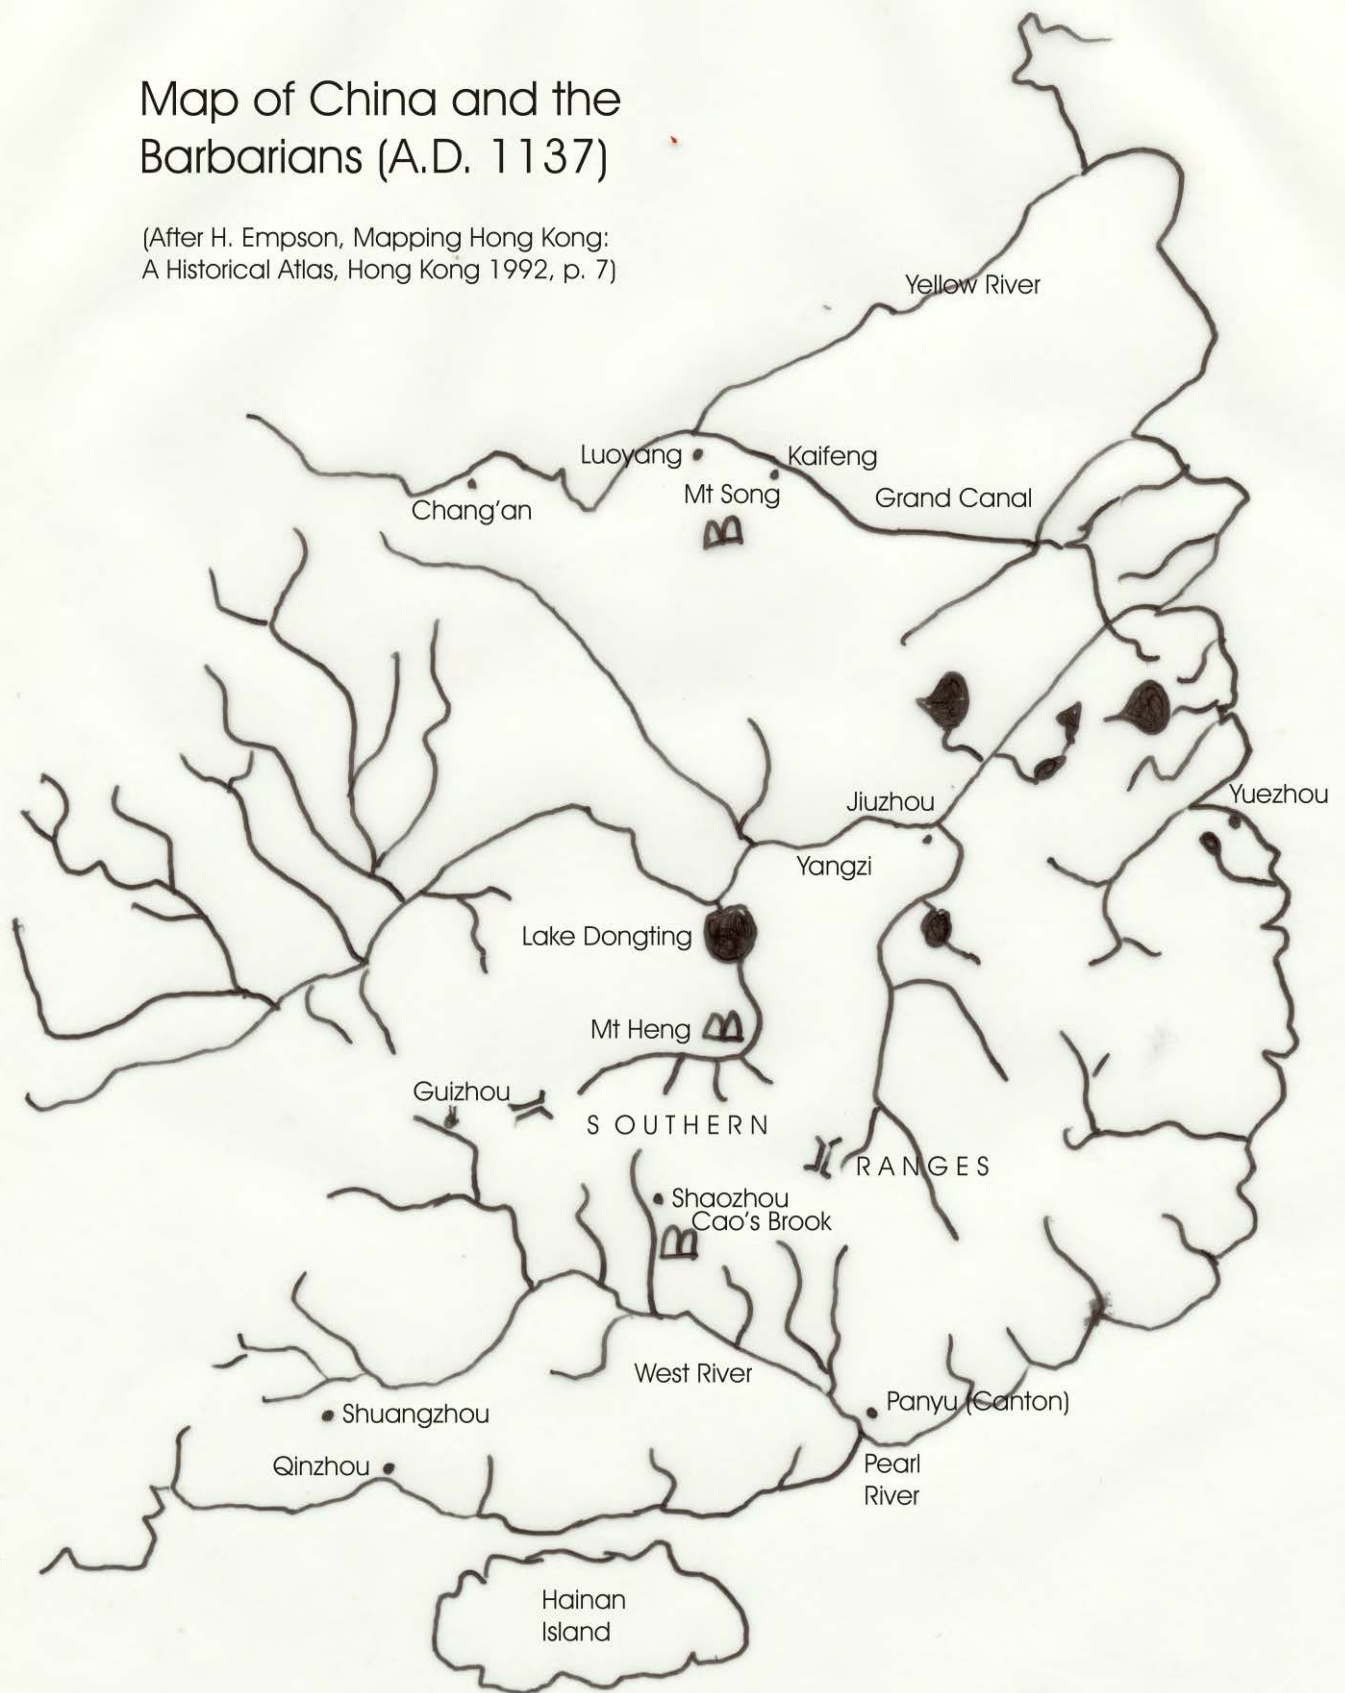 Map of China and the
Barbarians (A.D. 1137)
(After H. Empson, Mapping Hong Kong:
A Historical Atlas, Hong Kong 1992, p. 7)
Yellow River
Luoyang
Kaifeng
Mt Song
Grand Canal
Chang'an
Jiuzhou
Yuezhou
Yangzi
Lake Dongting
Mt Heng
Guizhou
SOUTHERN
RANGES
Shaozhou
Cao's Brook
West River
Panyu (Canton)
Shuangzhou
Qinzhou
Pearl
River
Hainan
Island